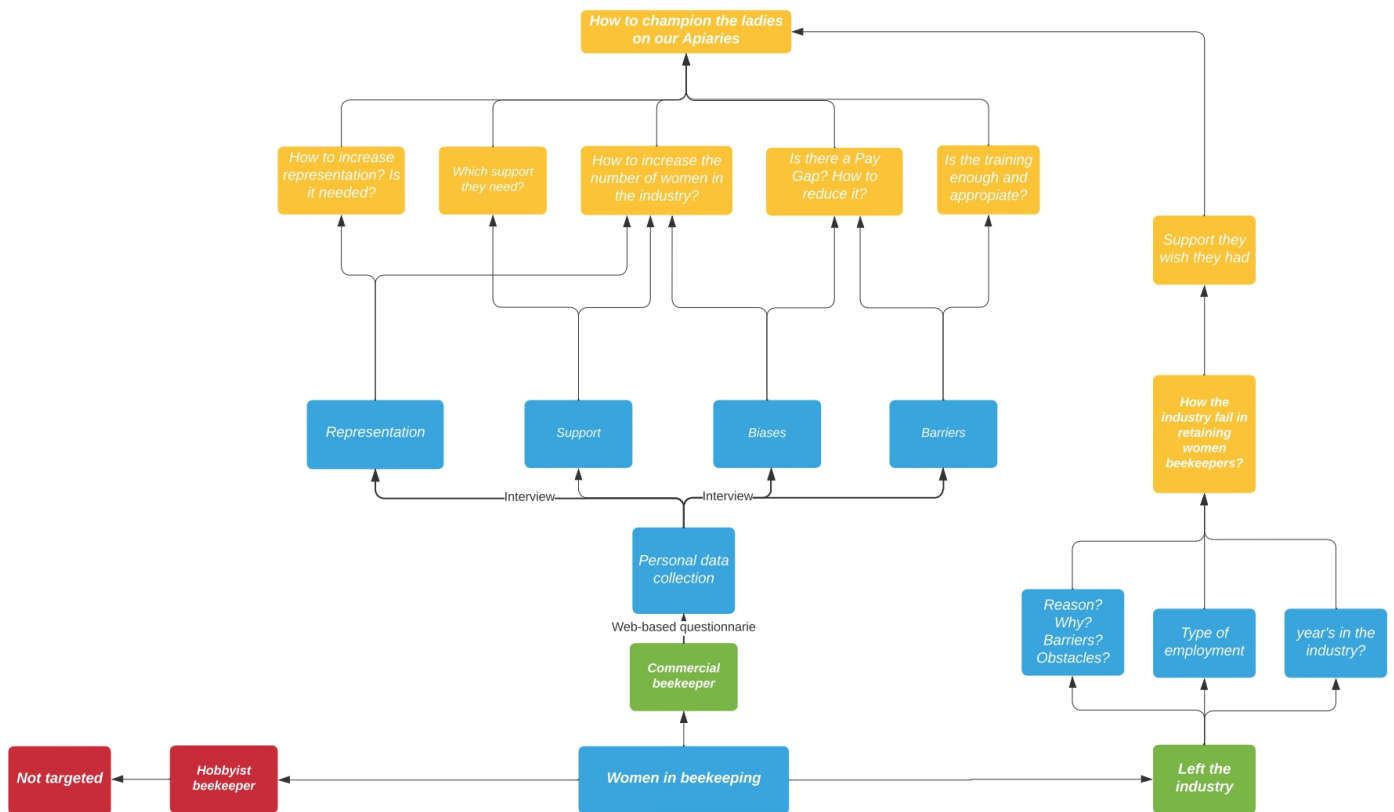 How to champion the ladies
on our Apiaries
How to increase
representation? Is
it needed?
Which support
they need?
How to increase the
number of women in
the industry?
Is there a Pay
Gap? How to
reduce it?
Is the training
enough and
appropiate?
Support they
wish they had
Representation
Support
Biases
Barriers
How the
industry fail in
retaining
women
beekeepers?
Interview
Interview
Personal data
collection
Web-based questionnarie
Commercial
beekeeper
Reason?
Why?
Barriers?
Obstacles?
Type of
employment
year's in the
industry?
Not targeted
Hobbyist
beekeeper
Women in beekeeping
Left the
industry